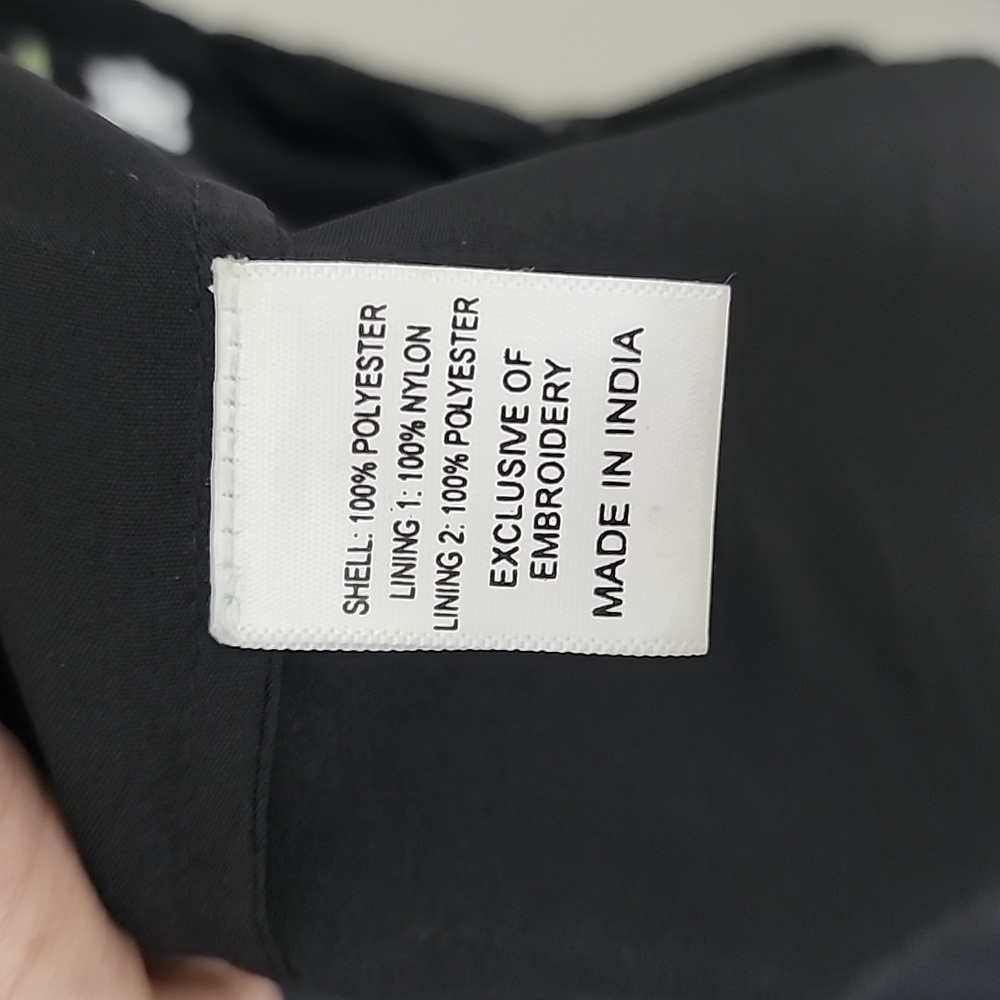 SHELL: 100% POLYESTER
LINING 1: 100% NYLON
LINING 2: 100% POLYESTER
EXCLUSIVE OF
EMBROIDERY
MADE IN INDIA